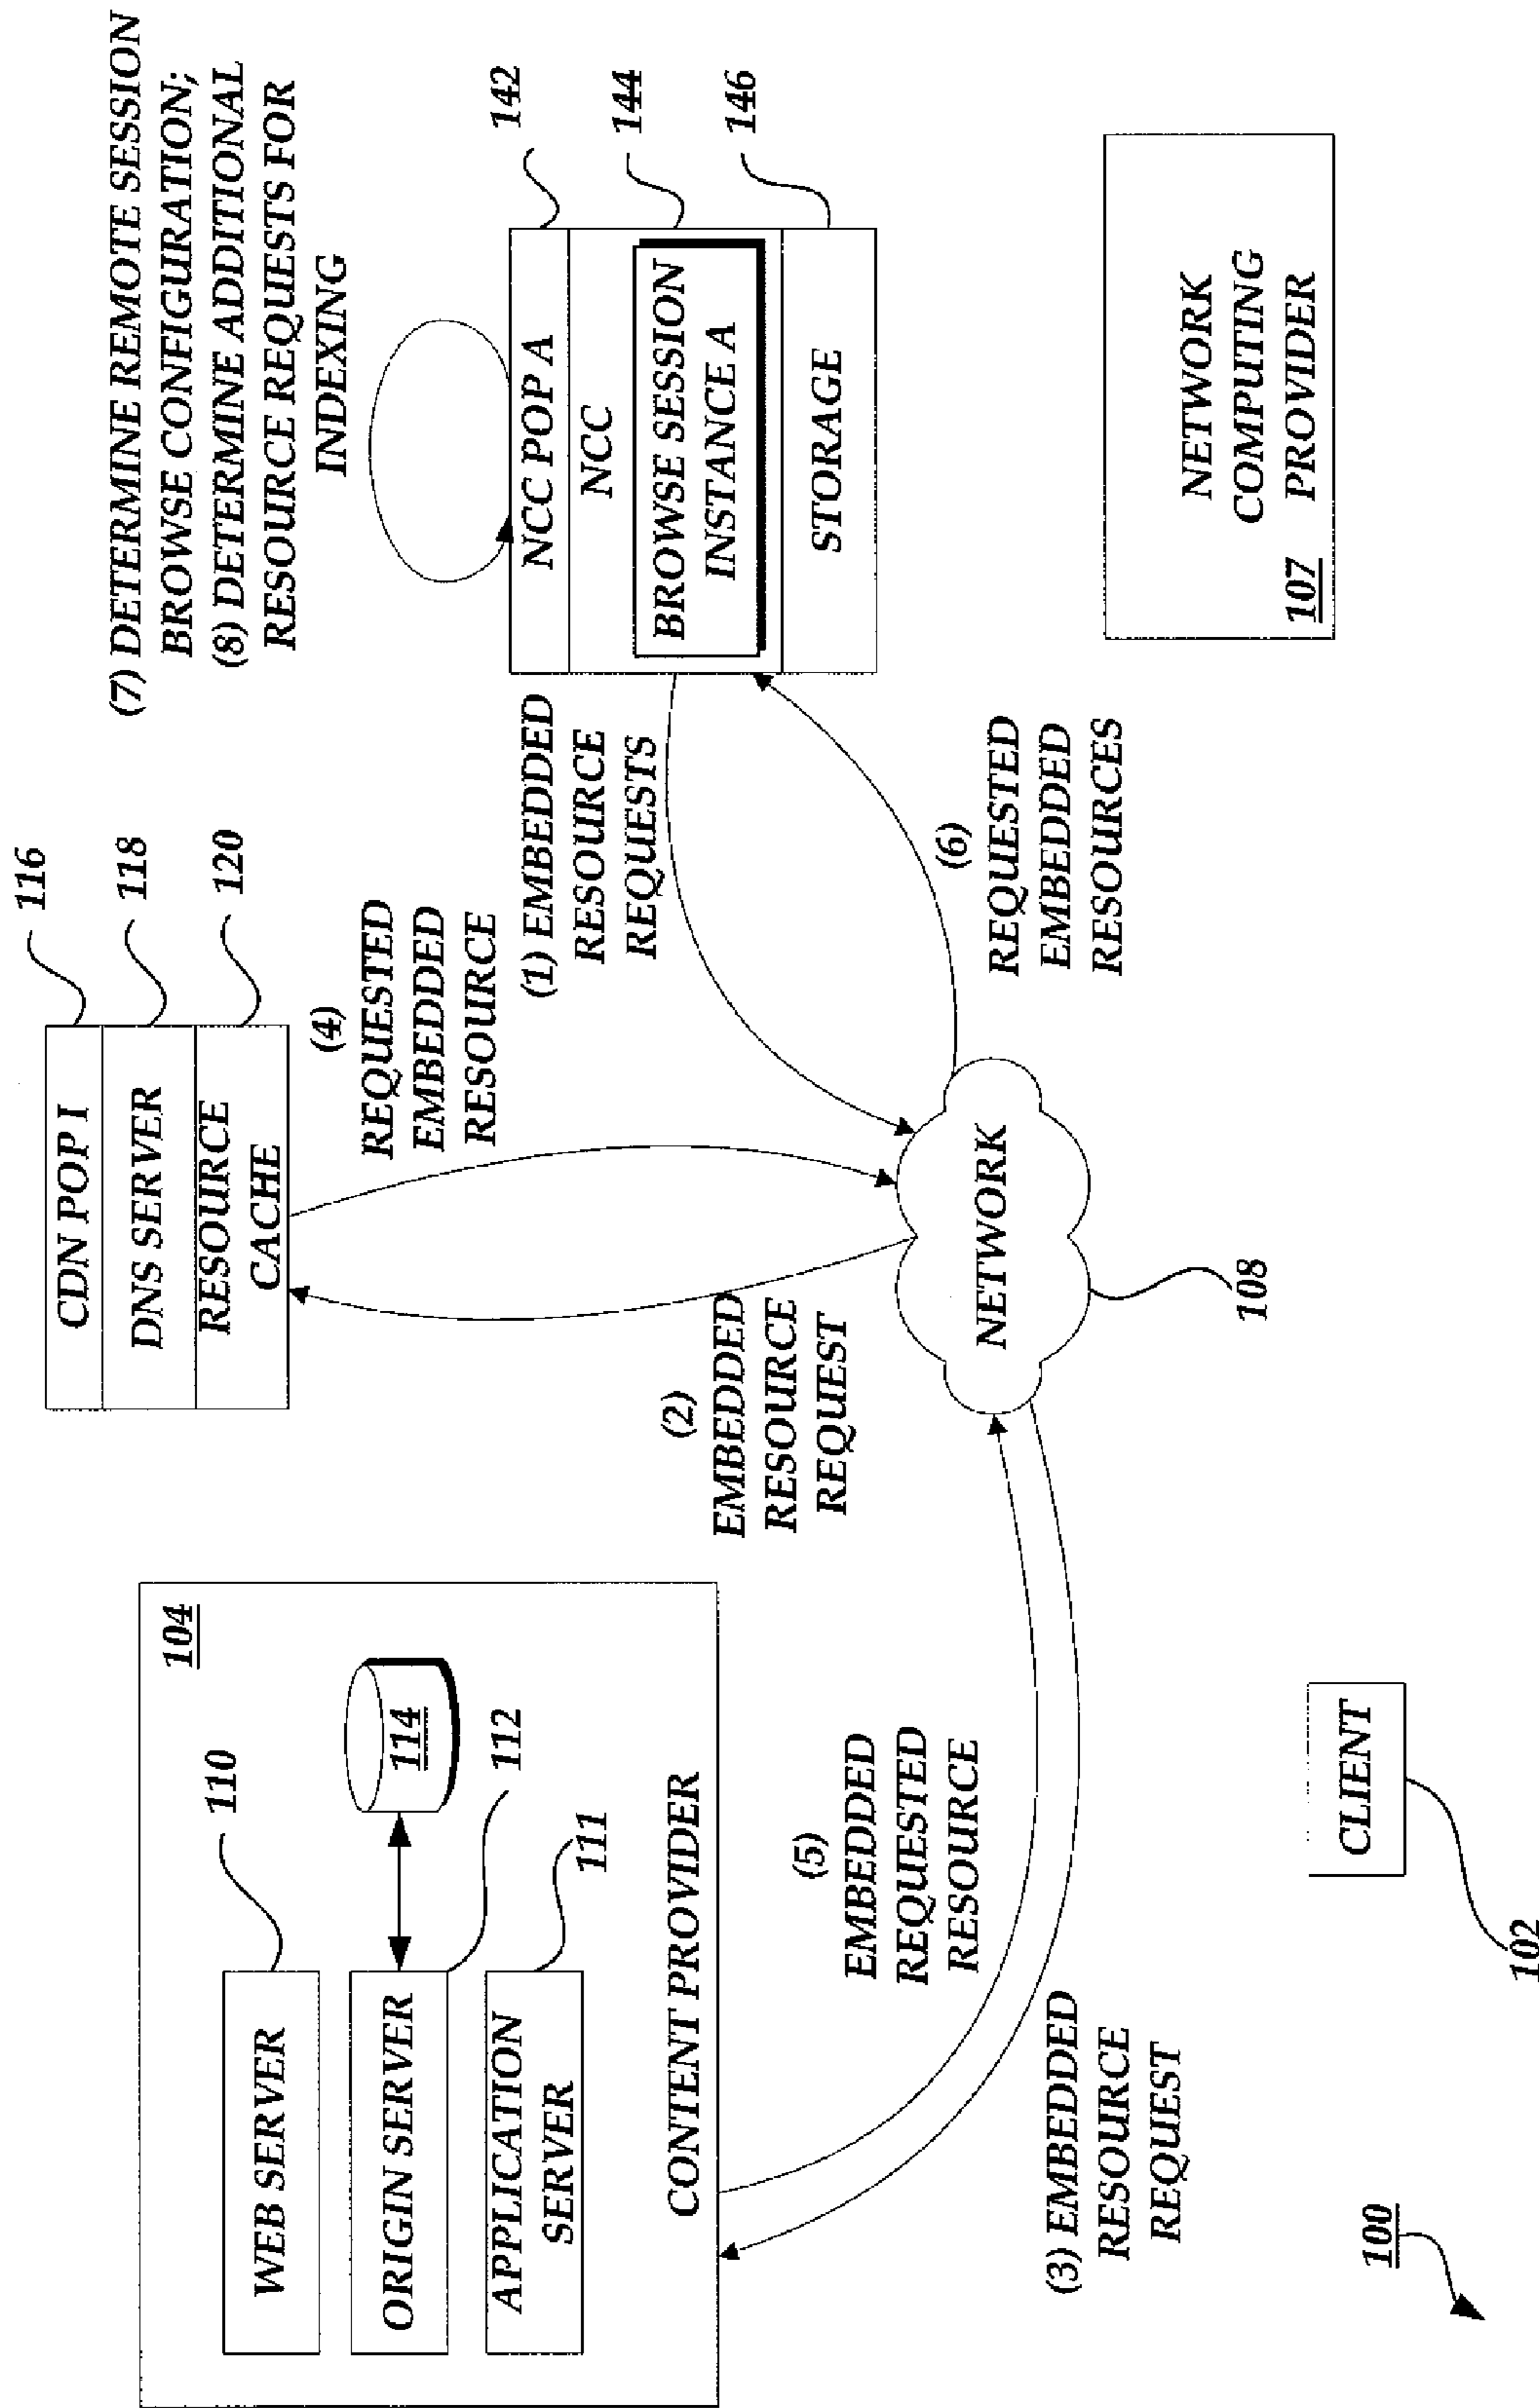 104
WEB SERVER
110
ORIGIN SERVER
114
112
APPLICATION
SERVER
111
CONTENT PROVIDER
CDN POP I
116
DNS SERVER
118
RESOURCE
CACHE
120
(7) DETERMINE REMOTE SESSION
BROWSE CONFIGURATION;
(8) DETERMINE ADDITIONAL
RESOURCE REQUESTS FOR
INDEXING
NCC POP A
142
NCC
144
BROWSE SESSION
INSTANCE A
STORAGE
146
(4)
REQUESTED
EMBEDDED
RESOURCE
(1) EMBEDDED
RESOURCE
REQUESTS
(2)
EMBEDDED
RESOURCE
REQUEST
(5)
EMBEDDED
REQUESTED
RESOURCE
(6)
REQUESTED
EMBEDDED
RESOURCES
NETWORK
108
(3) EMBEDDED
RESOURCE
REQUEST
NETWORK
COMPUTING
PROVIDER
107
CLIENT
102
100